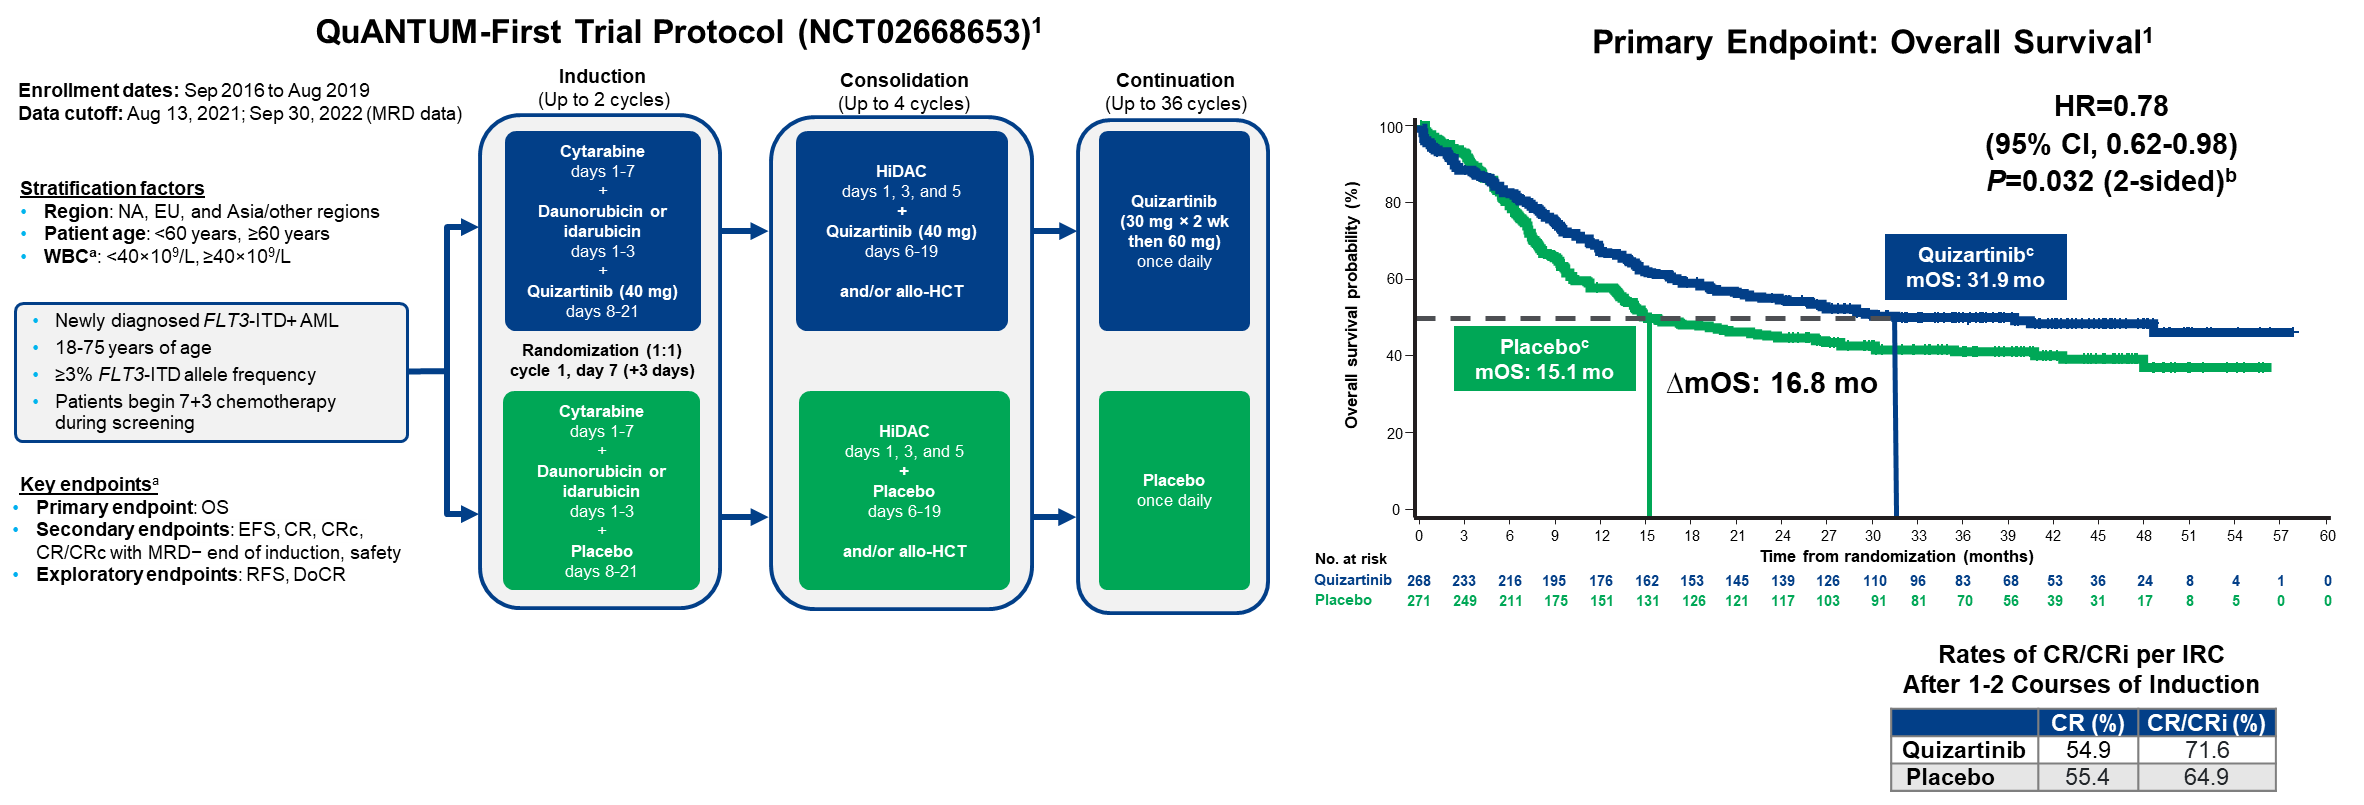 QuANTUM-First Trial Protocol (NCT02668653)1
Enrollment dates: Sep 2016 to Aug 2019
Data cutoff: Aug 13, 2021; Sep 30, 2022 (MRD data)
Stratification factors
• Region: NA, EU, and Asia/other regions
• Patient age: <60 years, ≥60 years
• WBCa: <40×10⁹/L, ≥40×10⁹/L
• Newly diagnosed FLT3-ITD+ AML
• 18-75 years of age
• ≥3% FLT3-ITD allele frequency
• Patients begin 7+3 chemotherapy
during screening
Key endpointsa
• Primary endpoint: OS
• Secondary endpoints: EFS, CR, CRc,
CR/CRc with MRD− end of induction, safety
• Exploratory endpoints: RFS, DoCR
Induction
(Up to 2 cycles)
Cytarabine
days 1-7
+
Daunorubicin or
idarubicin
days 1-3
+
Quizartinib (40 mg)
days 8-21
Randomization (1:1)
cycle 1, day 7 (+3 days)
Cytarabine
days 1-7
+
Daunorubicin or
idarubicin
days 1-3
+
Placebo
days 8-21
Consolidation
(Up to 4 cycles)
HiDAC
days 1, 3, and 5
+
Quizartinib (40 mg)
days 6-19
and/or allo-HCT
HiDAC
days 1, 3, and 5
+
Placebo
days 6-19
and/or allo-HCT
Continuation
(Up to 36 cycles)
Quizartinib
(30 mg × 2 wk
then 60 mg)
once daily
Placebo
once daily
Primary Endpoint: Overall Survival1
HR=0.78
(95% CI, 0.62-0.98)
P=0.032 (2-sided)b
Overall survival probability (%)
100
80
60
40
20
0
Quizartinibc
mOS: 31.9 mo
Placeboc
mOS: 15.1 mo
ΔmOS: 16.8 mo
0 3 6 9 12 15 18 21 24 27 30 33 36 39 42 45 48 51 54 57 60
Time from randomization (months)
No. at risk
Quizartinib 268 233 216 195 176 162 153 145 139 126 110 96 83 68 53 36 24 8 4 1 0
Placebo 271 249 211 175 151 131 126 121 117 103 91 81 70 56 39 31 17 8 5 0 0
Rates of CR/CRi per IRC
After 1-2 Courses of Induction
CR (%) CR/CRi (%)
Quizartinib 54.9 71.6
Placebo 55.4 64.9